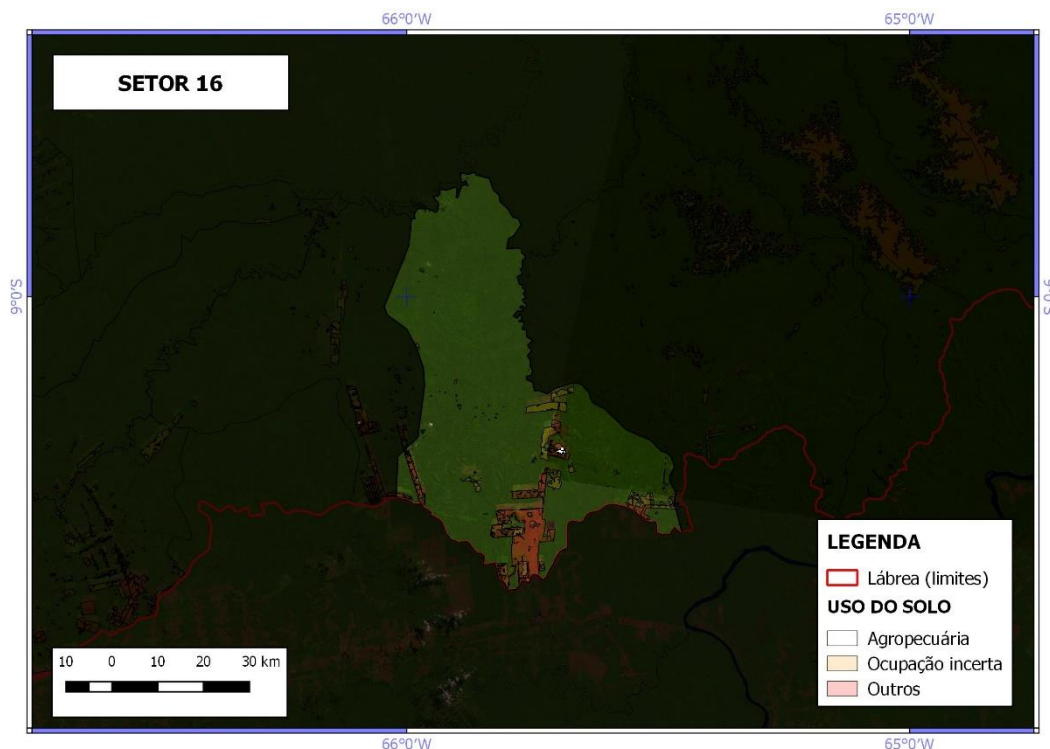 66°0'W 65°0'W
SETOR 16
9°0'S 9°0'S
LEGENDA
Lábrea (limites)
USO DO SOLO
Agropecuária
Ocupação incerta
Outros
10 0 10 20 30 km
66°0'W 65°0'W